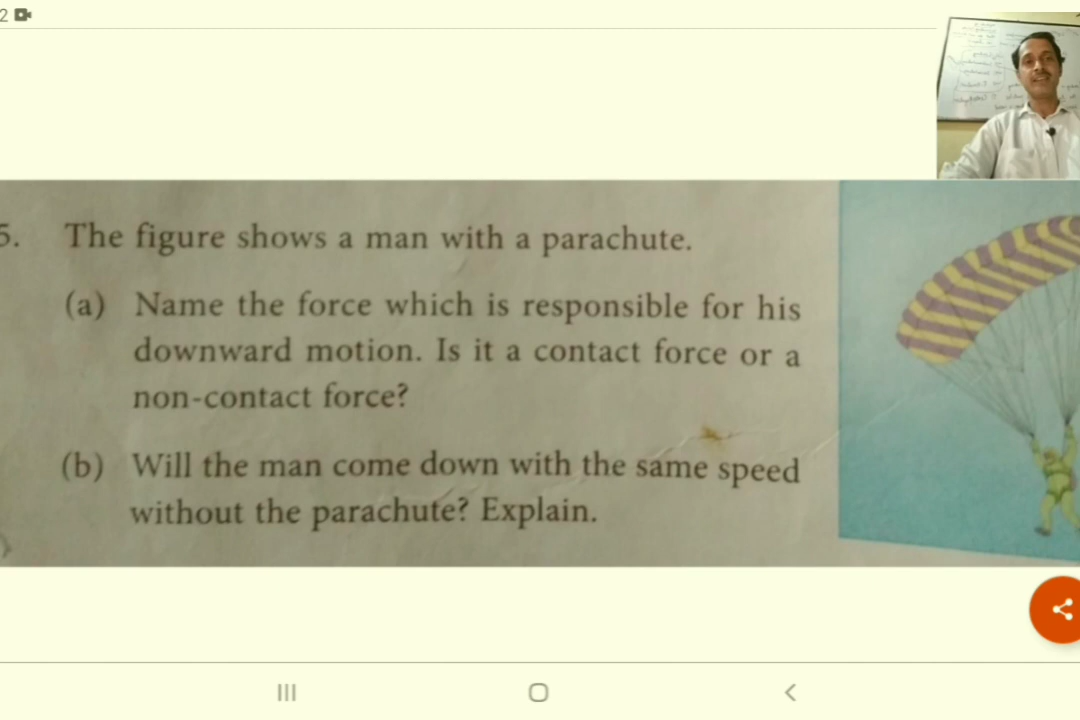 2
5. The figure shows a man with a parachute.
(a) Name the force which is responsible for his
downward motion. Is it a contact force or a
non-contact force?
(b) Will the man come down with the same speed
without the parachute? Explain.